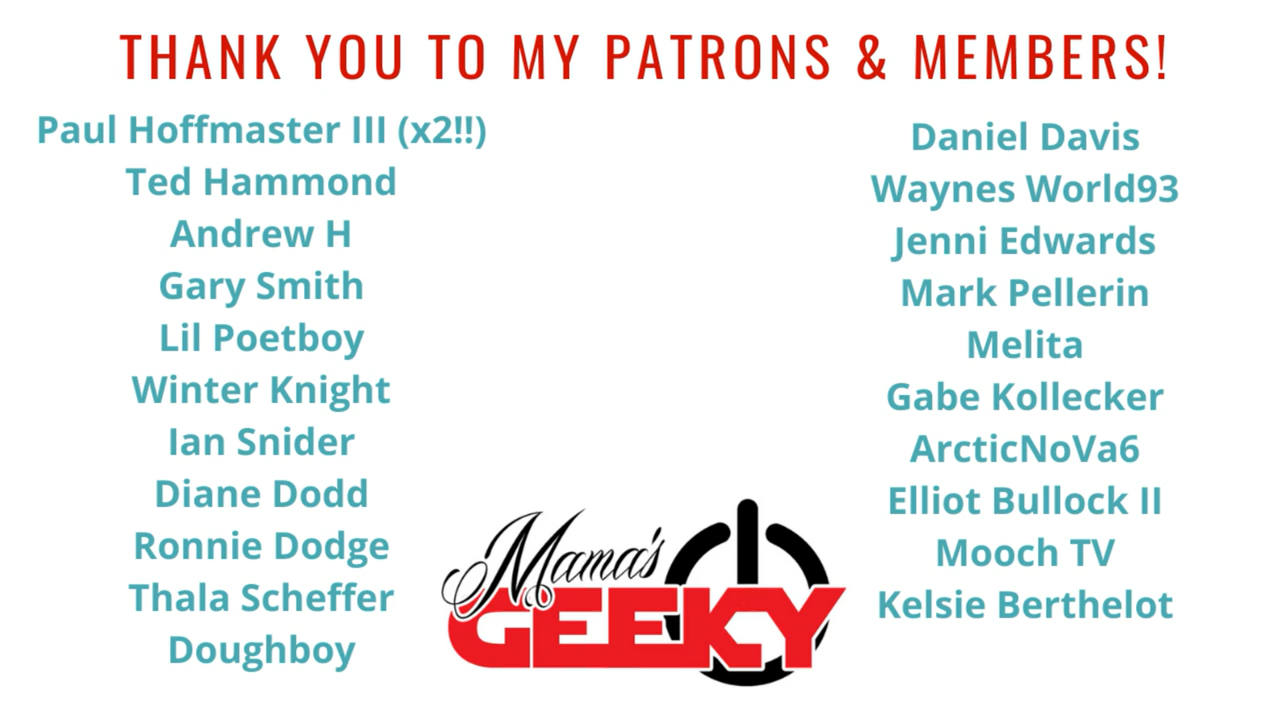 THANK YOU TO MY PATRONS & MEMBERS!
Paul Hoffmaster III (x2!!)
Ted Hammond
Andrew H
Gary Smith
Lil Poetboy
Winter Knight
Ian Snider
Diane Dodd
Ronnie Dodge
Thala Scheffer
Doughboy
Daniel Davis
Waynes World93
Jenni Edwards
Mark Pellerin
Melita
Gabe Kollecker
ArcticNoVa6
Elliot Bullock II
Mooch TV
Kelsie Berthelot
Mama's
GEEKY